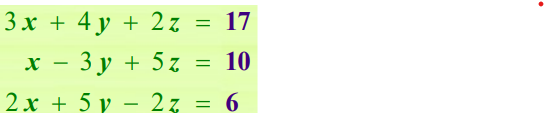 3x + 4y + 2z = 17
x − 3y + 5z = 10
2x + 5y − 2z = 6